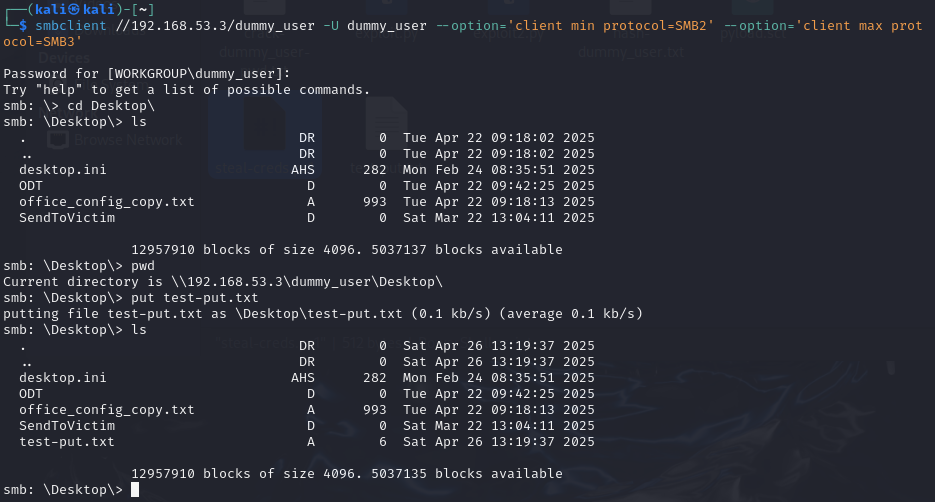 ┌──(kali㉿kali)-[~]
└─$ smbclient //192.168.53.3/dummy_user -U dummy_user --option='client min protocol=SMB2' --option='client max prot
ocol=SMB3'
Password for [WORKGROUP\dummy_user]:
Try "help" to get a list of possible commands.
smb: \> cd Desktop\
smb: \Desktop\> ls
  .                                  DR        0  Tue Apr 22 09:18:02 2025
  ..                                 DR        0  Tue Apr 22 09:18:02 2025
  desktop.ini                       AHS      282  Mon Feb 24 08:35:51 2025
  ODT                                 D        0  Tue Apr 22 09:42:25 2025
  office_config_copy.txt              A      993  Tue Apr 22 09:18:13 2025
  SendToVictim                        D        0  Sat Mar 22 13:04:11 2025
                12957910 blocks of size 4096. 5037137 blocks available
smb: \Desktop\> pwd
Current directory is \\192.168.53.3\dummy_user\Desktop\
smb: \Desktop\> put test-put.txt
putting file test-put.txt as \Desktop\test-put.txt (0.1 kb/s) (average 0.1 kb/s)
smb: \Desktop\> ls
  .                                  DR        0  Sat Apr 26 13:19:37 2025
  ..                                 DR        0  Sat Apr 26 13:19:37 2025
  desktop.ini                       AHS      282  Mon Feb 24 08:35:51 2025
  ODT                                 D        0  Tue Apr 22 09:42:25 2025
  office_config_copy.txt              A      993  Tue Apr 22 09:18:13 2025
  SendToVictim                        D        0  Sat Mar 22 13:04:11 2025
  test-put.txt                        A        6  Sat Apr 26 13:19:37 2025
                12957910 blocks of size 4096. 5037135 blocks available
smb: \Desktop\>
Devices
dummy_user~
dummy_user.txt
Browse Network